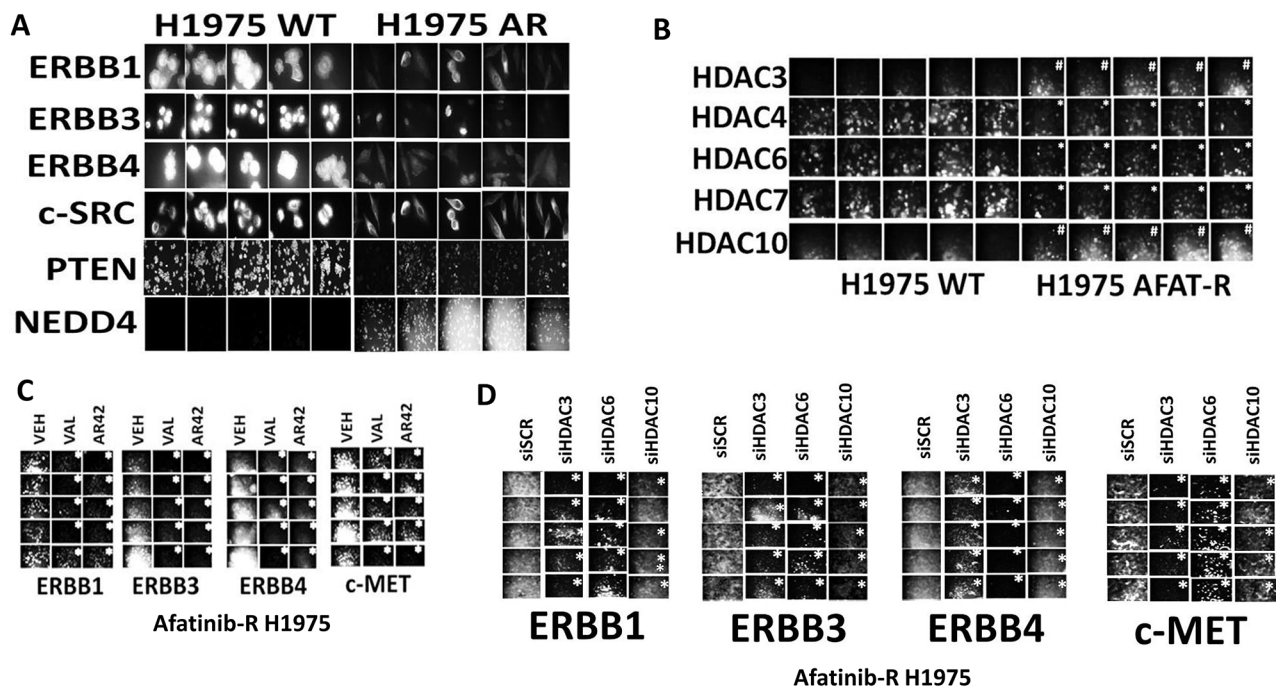 A
H1975 WT H1975 AR
ERBB1
ERBB3
ERBB4
c-SRC
PTEN
NEDD4
B
HDAC3 # # # # #
HDAC4 * * * * *
HDAC6 * * * * *
HDAC7 * * * * *
HDAC10 # # # # #
H1975 WT H1975 AFAT-R
C
VEH VAL AR42 VEH VAL AR42 VEH VAL AR42 VEH VAL AR42
* * * * * * * *
* * * * * * * *
* * * * * * * *
* * * * * * * *
* * * * * * * *
ERBB1 ERBB3 ERBB4 c-MET
Afatinib-R H1975
D
siSCR siHDAC3 siHDAC6 siHDAC10 siSCR siHDAC3 siHDAC6 siHDAC10 siSCR siHDAC3 siHDAC6 siHDAC10 siSCR siHDAC3 siHDAC6 siHDAC10
* * * * * * * * * * * *
* * * * * * * * * * * *
* * * * * * * * * * * *
* * * * * * * * * * * *
* * * * * * * * * * * *
ERBB1 ERBB3 ERBB4 c-MET
Afatinib-R H1975